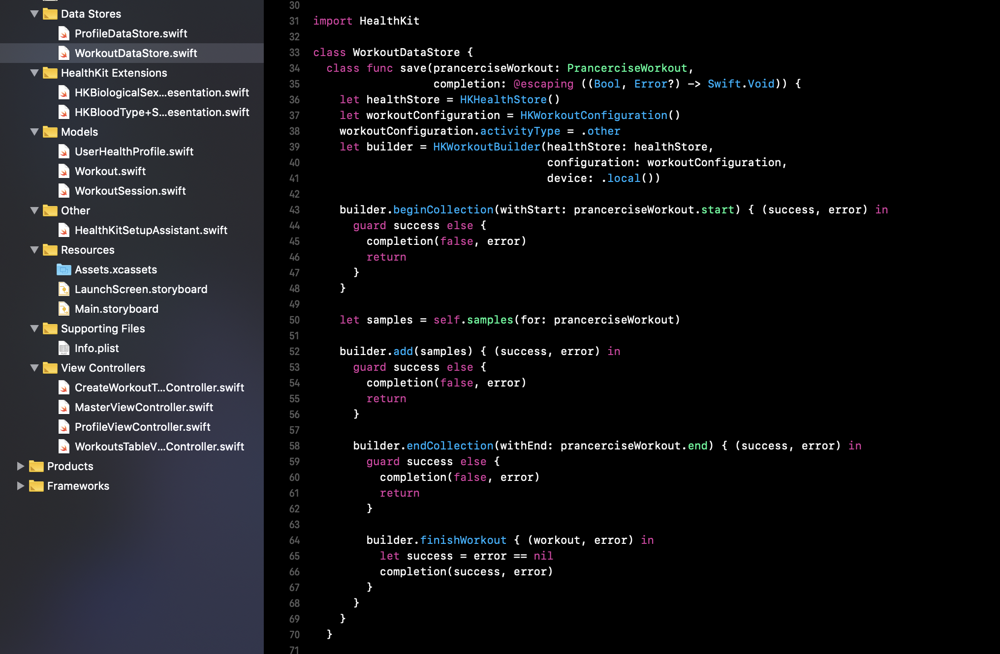 Data Stores
ProfileDataStore.swift
WorkoutDataStore.swift
HealthKit Extensions
HKBiologicalSex...esentation.swift
HKBloodType+S...esentation.swift
Models
UserHealthProfile.swift
Workout.swift
WorkoutSession.swift
Other
HealthKitSetupAssistant.swift
Resources
Assets.xcassets
LaunchScreen.storyboard
Main.storyboard
Supporting Files
Info.plist
View Controllers
CreateWorkoutT...Controller.swift
MasterViewController.swift
ProfileViewController.swift
WorkoutsTableV...Controller.swift
Products
Frameworks
30
31 import HealthKit
32
33 class WorkoutDataStore {
34   class func save(prancerciseWorkout: PrancerciseWorkout,
35                   completion: @escaping ((Bool, Error?) -> Swift.Void)) {
36     let healthStore = HKHealthStore()
37     let workoutConfiguration = HKWorkoutConfiguration()
38     workoutConfiguration.activityType = .other
39     let builder = HKWorkoutBuilder(healthStore: healthStore,
40                                    configuration: workoutConfiguration,
41                                    device: .local())
42
43     builder.beginCollection(withStart: prancerciseWorkout.start) { (success, error) in
44       guard success else {
45         completion(false, error)
46         return
47       }
48     }
49
50     let samples = self.samples(for: prancerciseWorkout)
51
52     builder.add(samples) { (success, error) in
53       guard success else {
54         completion(false, error)
55         return
56       }
57
58       builder.endCollection(withEnd: prancerciseWorkout.end) { (success, error) in
59         guard success else {
60           completion(false, error)
61           return
62         }
63
64         builder.finishWorkout { (workout, error) in
65           let success = error == nil
66           completion(success, error)
67         }
68       }
69     }
70   }
71